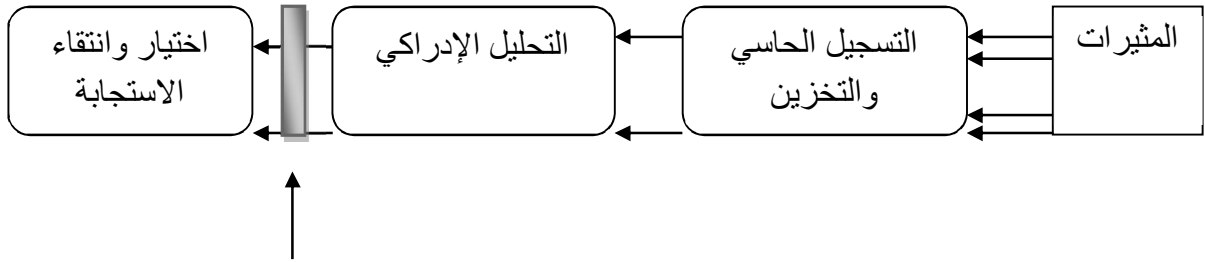 المثيرات
التسجيل الحاسي
والتخزين
التحليل الإدراكي
اختيار وانتقاء
الاستجابة